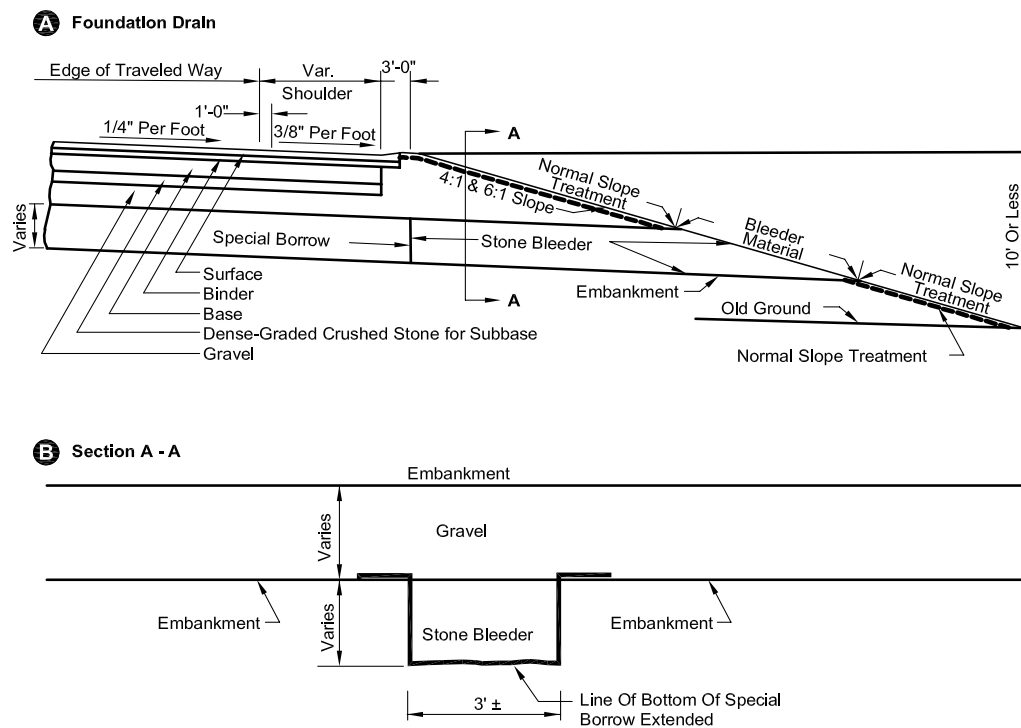 A Foundation Drain
Edge of Traveled Way
Var.
Shoulder
3'-0"
1'-0"
1/4" Per Foot
3/8" Per Foot
A
Normal Slope
Treatment
4:1 & 6:1 Slope
Bleeder
Material
10' Or Less
Varies
Special Borrow
Stone Bleeder
Normal Slope
Treatment
Surface
Binder
Base
Dense-Graded Crushed Stone for Subbase
Gravel
A
Embankment
Old Ground
Normal Slope Treatment
B Section A - A
Embankment
Varies
Gravel
Varies
Embankment
Stone Bleeder
Embankment
3' ±
Line Of Bottom Of Special
Borrow Extended